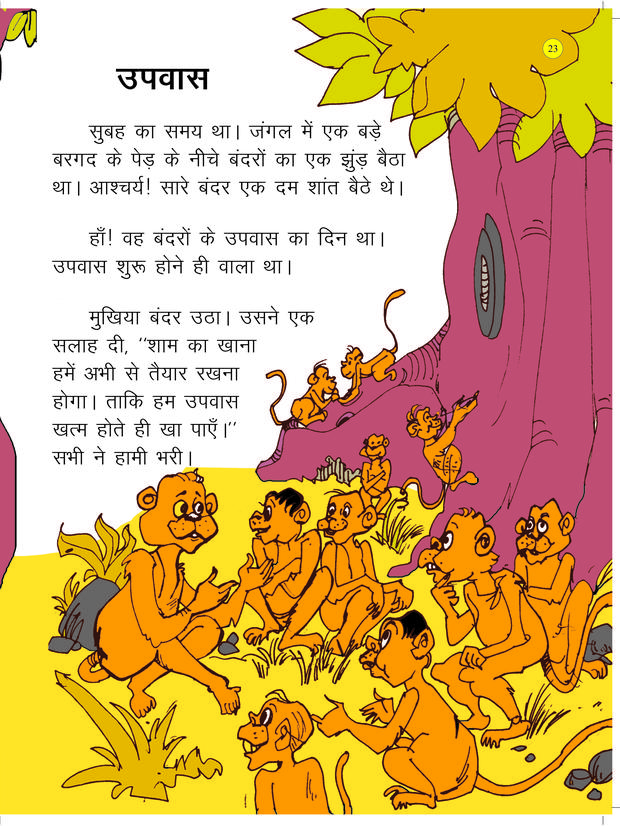 23
उपवास
सुबह का समय था। जंगल में एक बड़े
बरगद के पेड़ के नीचे बंदरों का एक झुंड़ बैठा
था। आश्चर्य! सारे बंदर एक दम शांत बैठे थे।
हाँ! वह बंदरों के उपवास का दिन था।
उपवास शुरू होने ही वाला था।
मुखिया बंदर उठा। उसने एक
सलाह दी, “शाम का खाना
हमें अभी से तैयार रखना
होगा। ताकि हम उपवास
खत्म होते ही खा पाएँ।”
सभी ने हामी भरी।